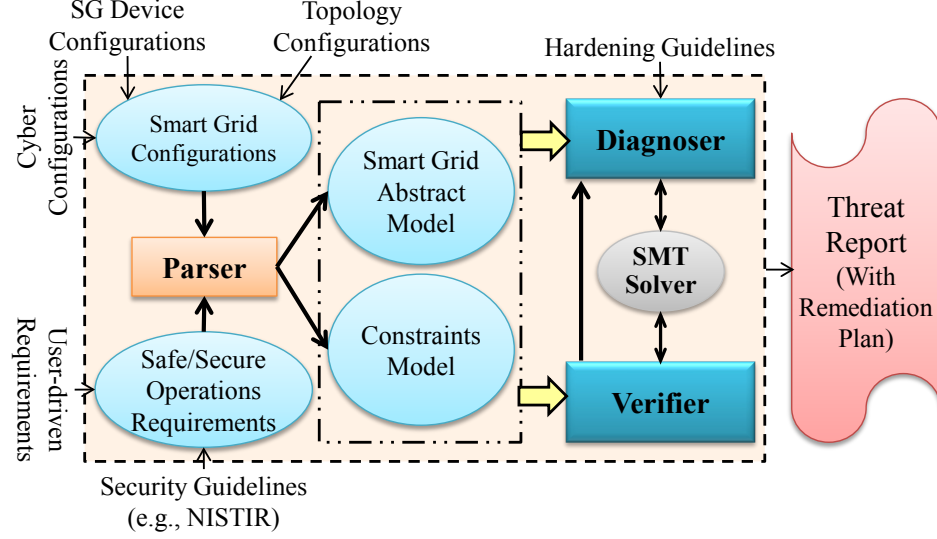 SG Device
Configurations
Topology
Configurations
Hardening Guidelines
Cyber
Configurations
Smart Grid
Configurations
Smart Grid
Abstract
Model
Diagnoser
Parser
SMT
Solver
Threat
Report
(With
Remediation
Plan)
User-driven
Requirements
Safe/Secure
Operations
Requirements
Constraints
Model
Verifier
Security Guidelines
(e.g., NISTIR)